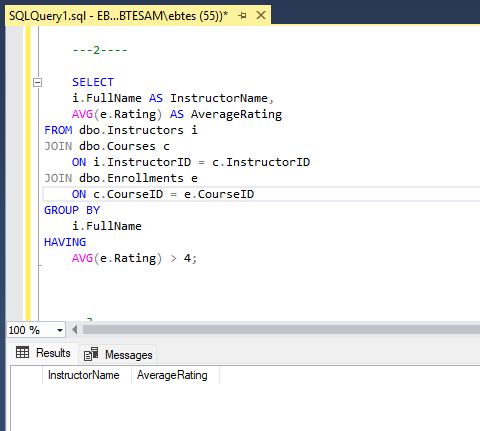 SQLQuery1.sql - EB...BTESAM\ebtes (55))*
---2----
SELECT
i.FullName AS InstructorName,
AVG(e.Rating) AS AverageRating
FROM dbo.Instructors i
JOIN dbo.Courses c
ON i.InstructorID = c.InstructorID
JOIN dbo.Enrollments e
ON c.CourseID = e.CourseID
GROUP BY
i.FullName
HAVING
AVG(e.Rating) > 4;
100 %
Results Messages
InstructorName AverageRating